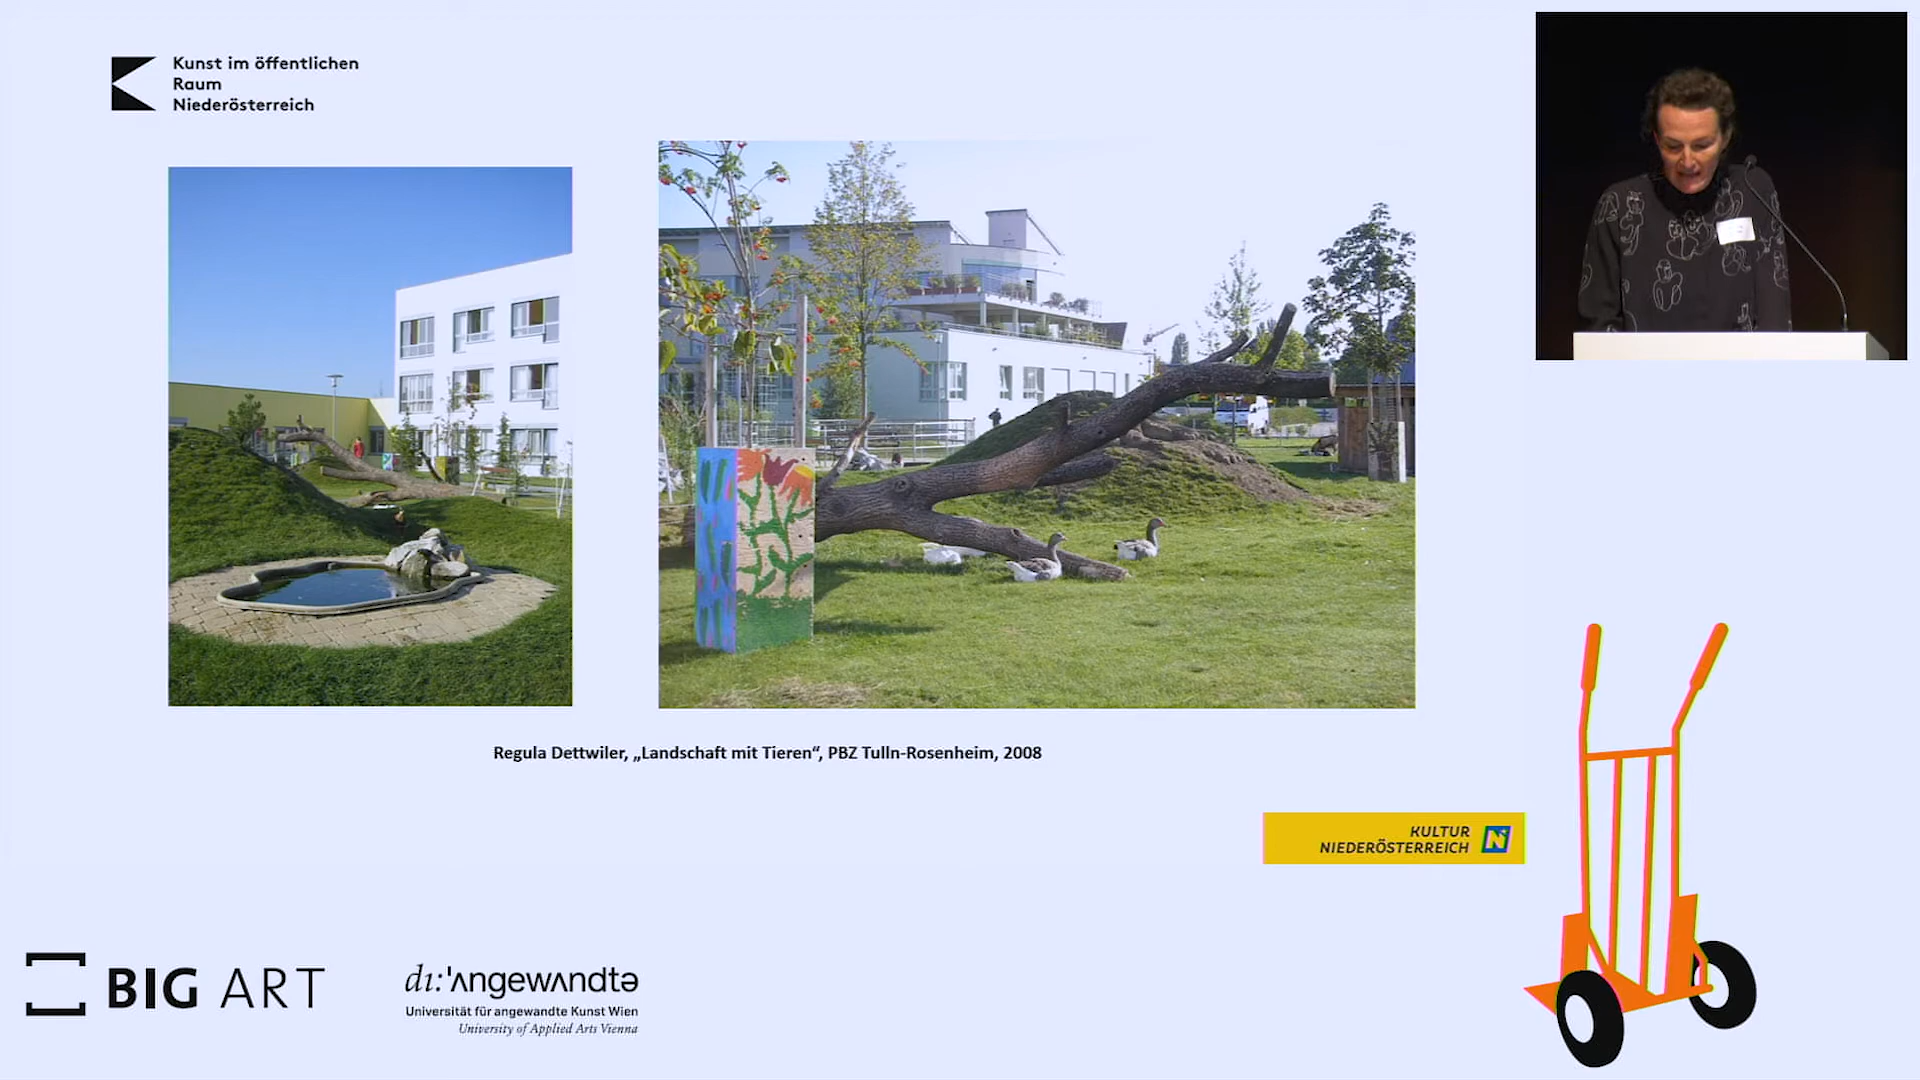 Kunst im öffentlichen
Raum
Niederösterreich
Regula Dettwiler, „Landschaft mit Tieren“, PBZ Tulln-Rosenheim, 2008
KULTUR
NIEDERÖSTERREICH
BIG ART
dı:'ʌngewʌndtə
Universität für angewandte Kunst Wien
University of Applied Arts Vienna